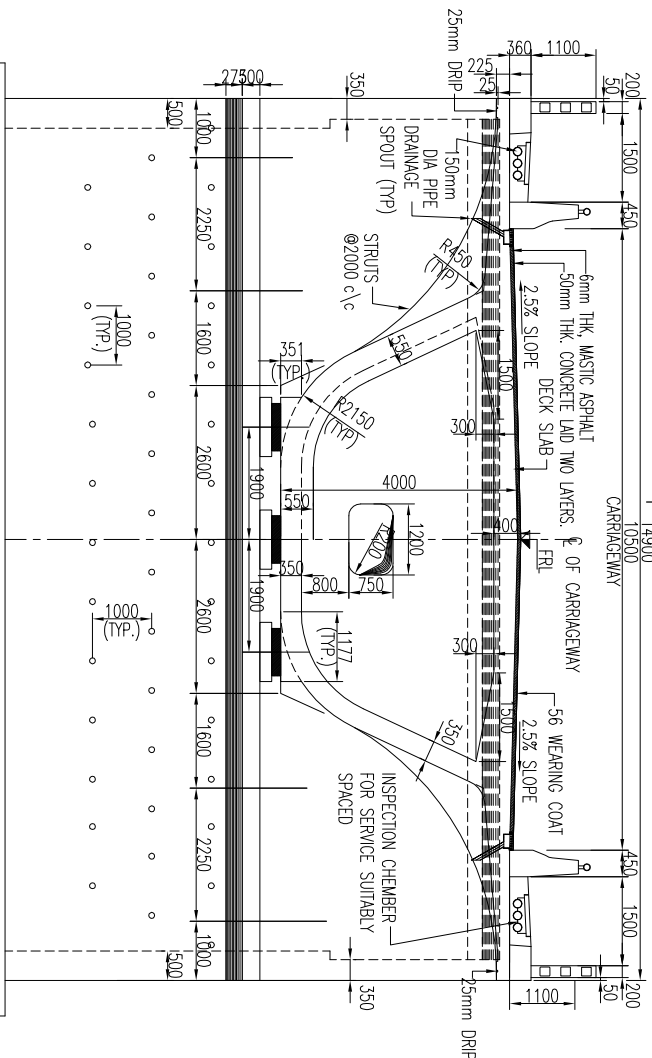 14900
10500
CARRIAGEWAY
200
50
1500
450
450
1500
50
200
1100
360
225
25
25mm DRIP
350
150mm
DIA PIPE
DRAINAGE
SPOUT (TYP)
STRUTS
@2000 c/c
R450
(TYP)
6mm THK, MASTIC ASPHALT
50mm THK. CONCRETE LAID TWO LAYERS.
2.5% SLOPE
DECK SLAB
℄ OF CARRIAGEWAY
FRL
400
56 WEARING COAT
2.5% SLOPE
1100
25mm DRIP
350
1500
300
550
351
(TYP.)
R2150
(TYP)
4000
550
1200
R200
750
800
350
300
1500
350
1177
(TYP.)
INSPECTION CHEMBER
FOR SERVICE SUITABLY
SPACED
1900
1900
275
500
1000
2250
1600
2600
2600
1600
2250
1000
500
500
1000
(TYP.)
1000
(TYP.)